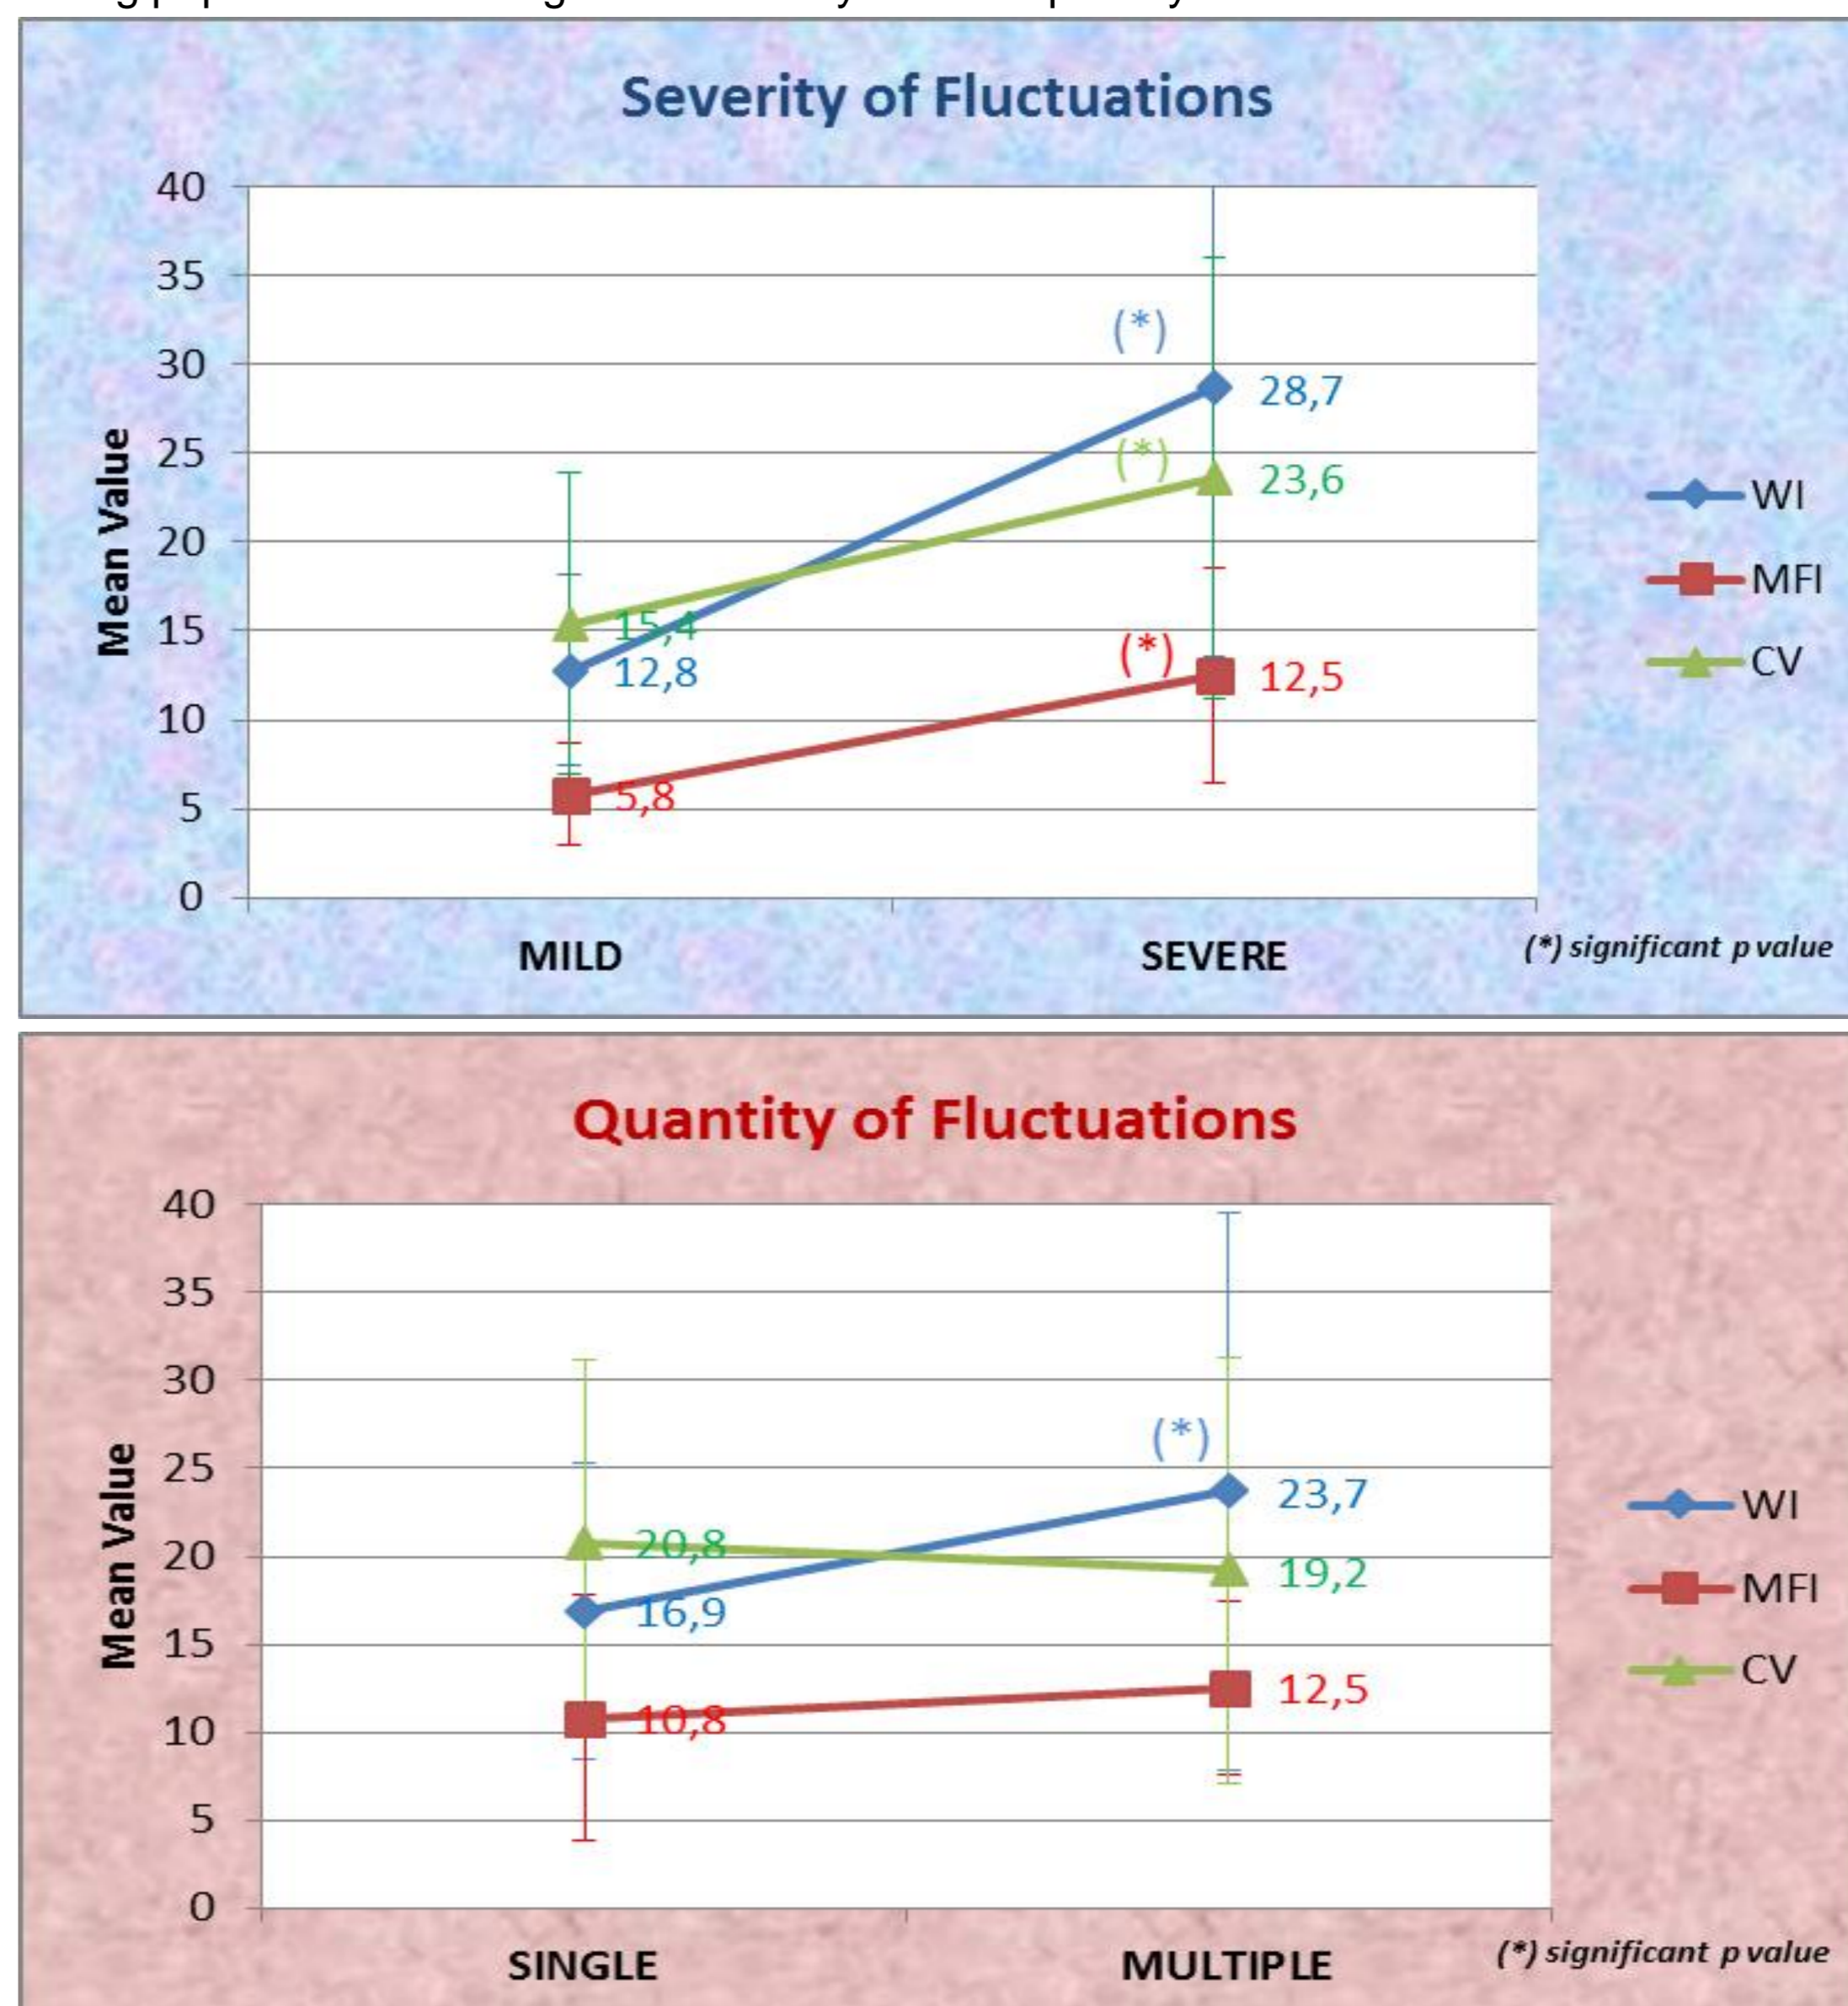 Severity of Fluctuations
40
35
30
25
20
15
10
5
0
Mean Value
(*)
28,7
(*)
23,6
15,4
12,8
(*)
12,5
5,8
WI
MFI
CV
MILD
SEVERE
(*) significant p value
Quantity of Fluctuations
40
35
30
25
20
15
10
5
0
Mean Value
(*)
23,7
20,8
19,2
16,9
12,5
10,8
WI
MFI
CV
SINGLE
MULTIPLE
(*) significant p value